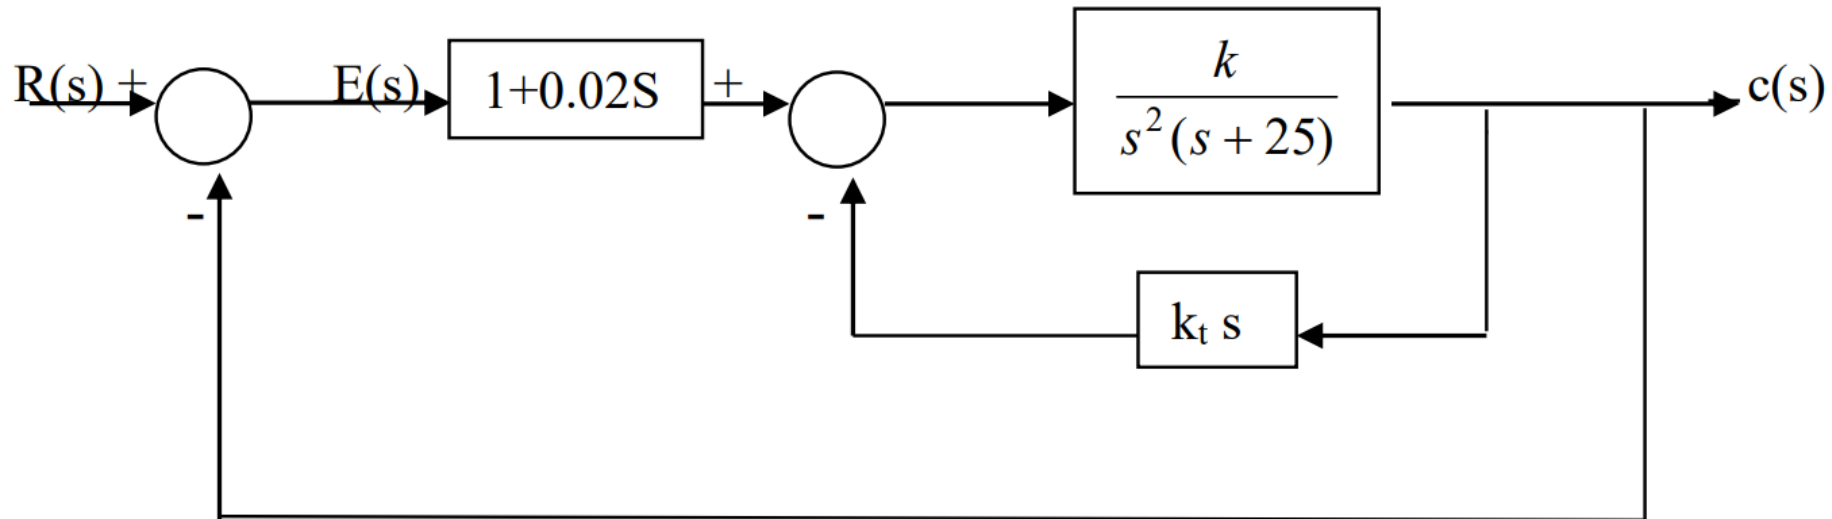 R(s) +
E(s)
1+0.02S
+
k
s²(s + 25)
c(s)
-
-
kₜ s